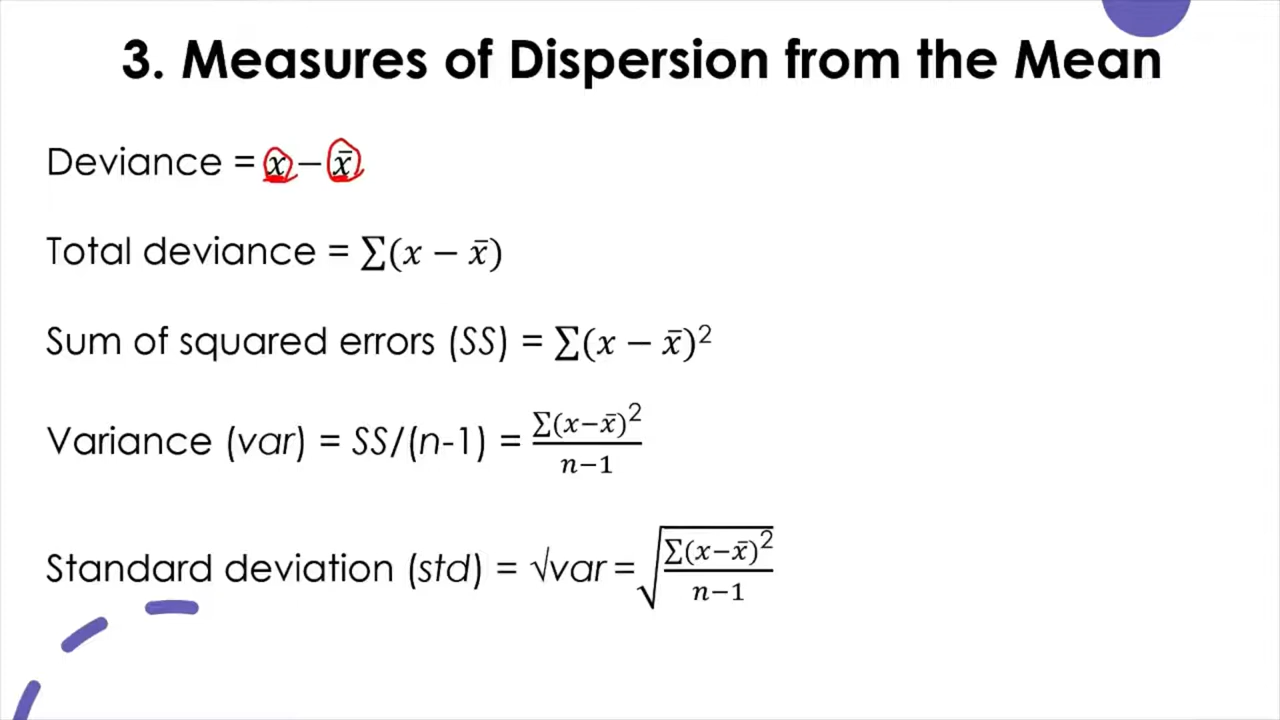 3. Measures of Dispersion from the Mean
Deviance = x − x̄
Total deviance = ∑(x − x̄)
Sum of squared errors (SS) = ∑(x − x̄)²
Variance (var) = SS/(n-1) = ∑(x−x̄)² / n−1
Standard deviation (std) = √var = √∑(x−x̄)² / n−1